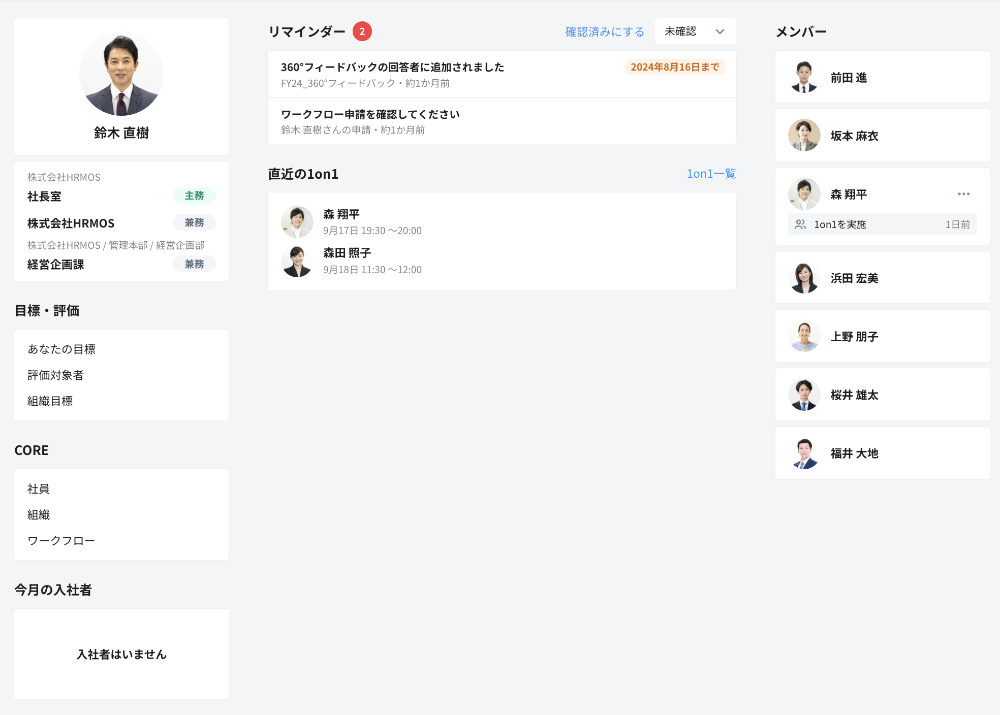 鈴木 直樹
株式会社HRMOS
社長室
主務
株式会社HRMOS
兼務
株式会社HRMOS / 管理本部 / 経営企画部
経営企画課
兼務
目標・評価
あなたの目標
評価対象者
組織目標
CORE
社員
組織
ワークフロー
今月の入社者
入社者はいません
リマインダー
2
確認済みにする
未確認
360°フィードバックの回答者に追加されました
2024年8月16日まで
FY24_360°フィードバック・約1か月前
ワークフロー申請を確認してください
鈴木 直樹さんの申請・約1か月前
直近の1on1
1on1一覧
森 翔平
9月17日 19:30 〜20:00
森田 照子
9月18日 11:30 〜12:00
メンバー
前田 進
坂本 麻衣
森 翔平
1on1を実施
1日前
浜田 宏美
上野 朋子
桜井 雄太
福井 大地